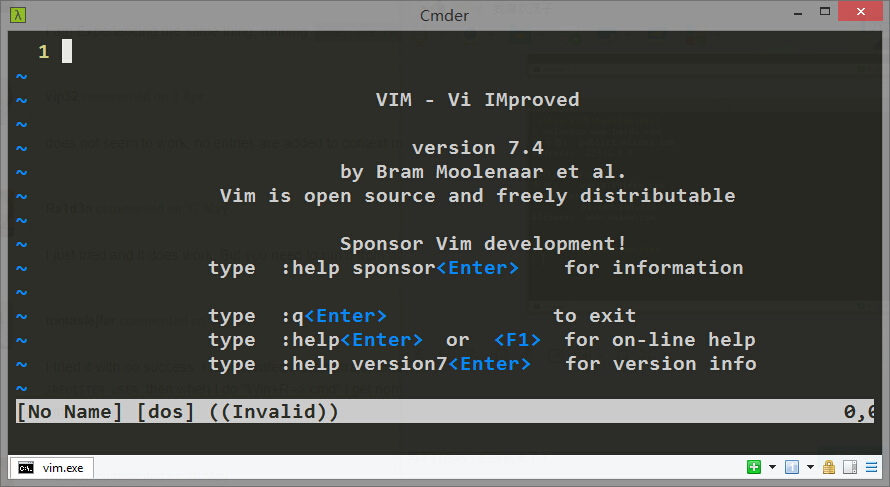 Cmder
1
~
~ VIM - Vi IMproved
~
~ version 7.4
~ by Bram Moolenaar et al.
~ Vim is open source and freely distributable
~
~ Sponsor Vim development!
~ type :help sponsor<Enter> for information
~
~ type :q<Enter> to exit
~ type :help<Enter> or <F1> for on-line help
~ type :help version7<Enter> for version info
~
[No Name] [dos] ((Invalid)) 0,
vim.exe